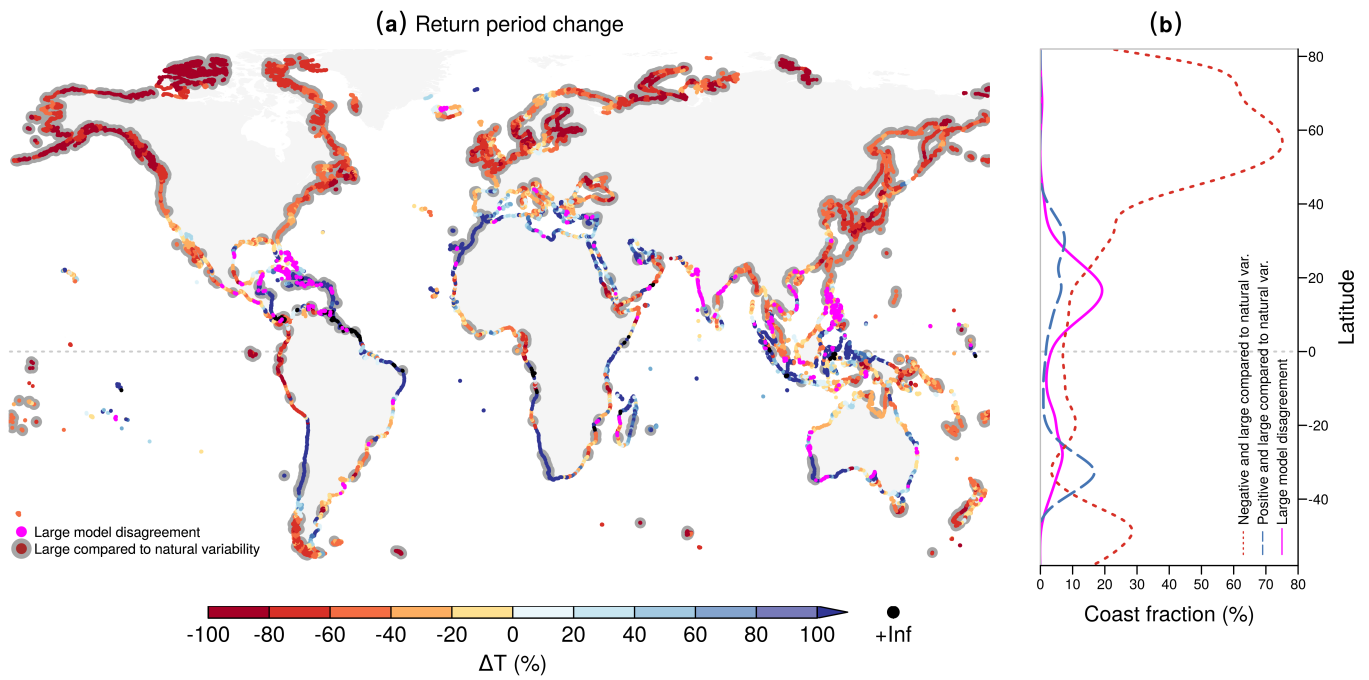 (a) Return period change
Large model disagreement
Large compared to natural variability
-100 -80 -60 -40 -20 0 20 40 60 80 100
+Inf
ΔT (%)
(b)
80
60
40
20
0
−20
−40
Latitude
Negative and large compared to natural var.
Positive and large compared to natural var.
Large model disagreement
0 10 20 30 40 50 60 70 80
Coast fraction (%)